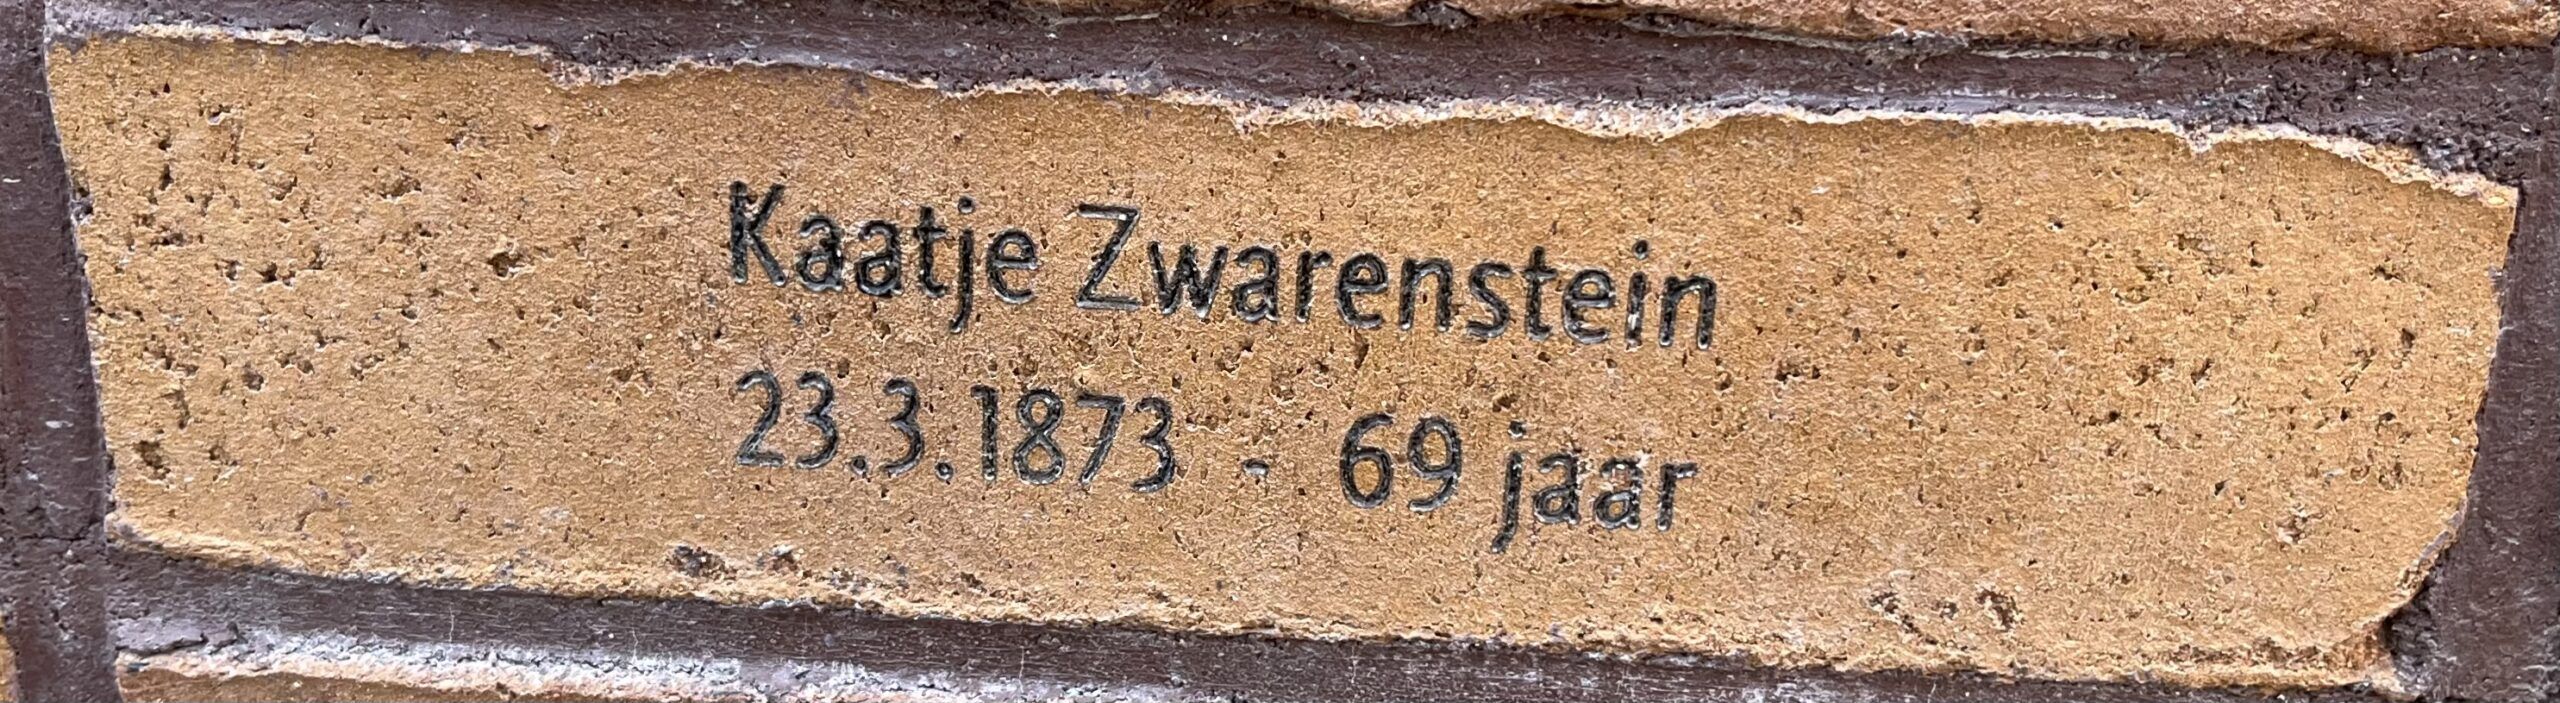 Kaatje Zwarenstein
23.3.1873 - 69 jaar